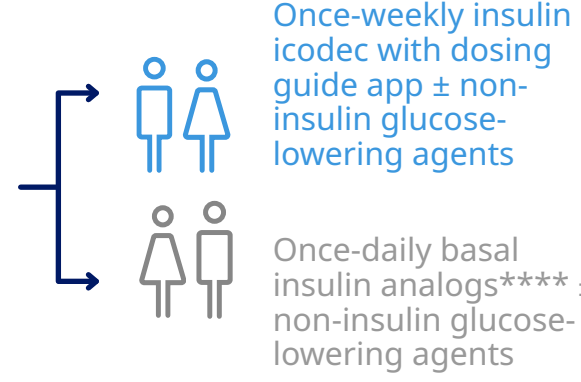 Once-weekly insulin
icodec with dosing
guide app ± non-
insulin glucose-
lowering agents
Once-daily basal
insulin analogs**** ±
non-insulin glucose-
lowering agents